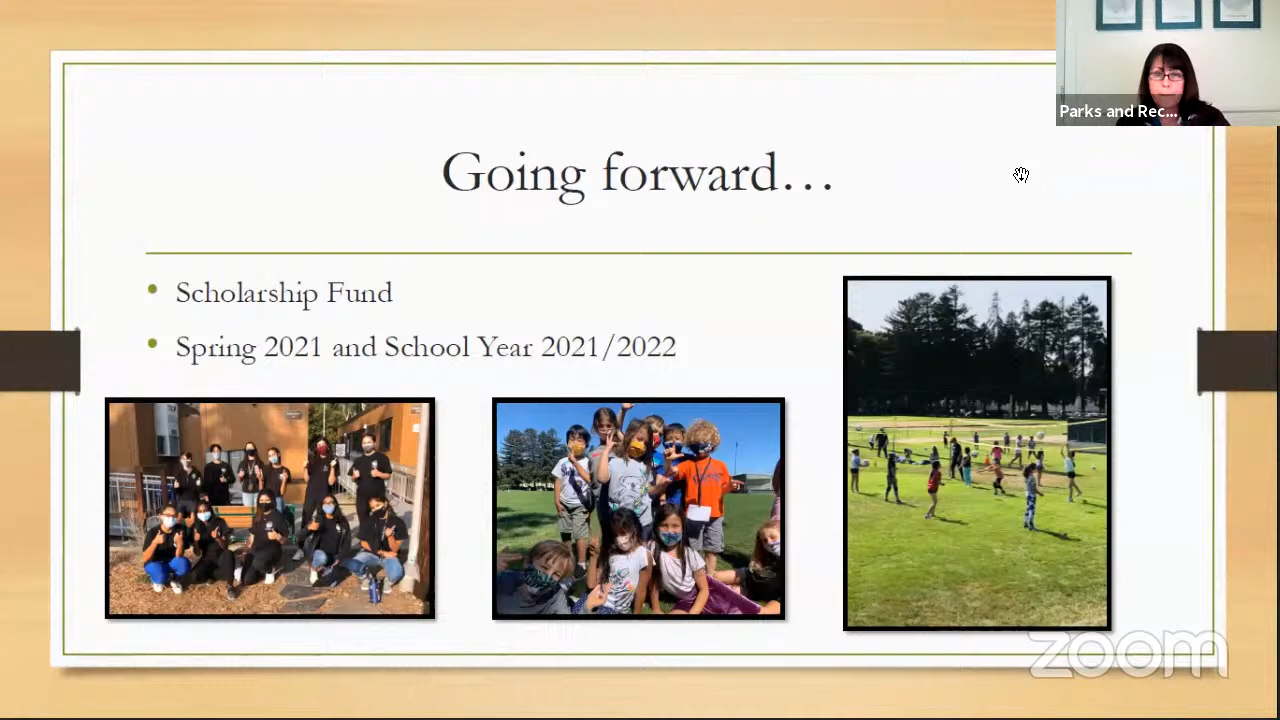 Parks and Rec...
Going forward...
• Scholarship Fund
• Spring 2021 and School Year 2021/2022
zoom